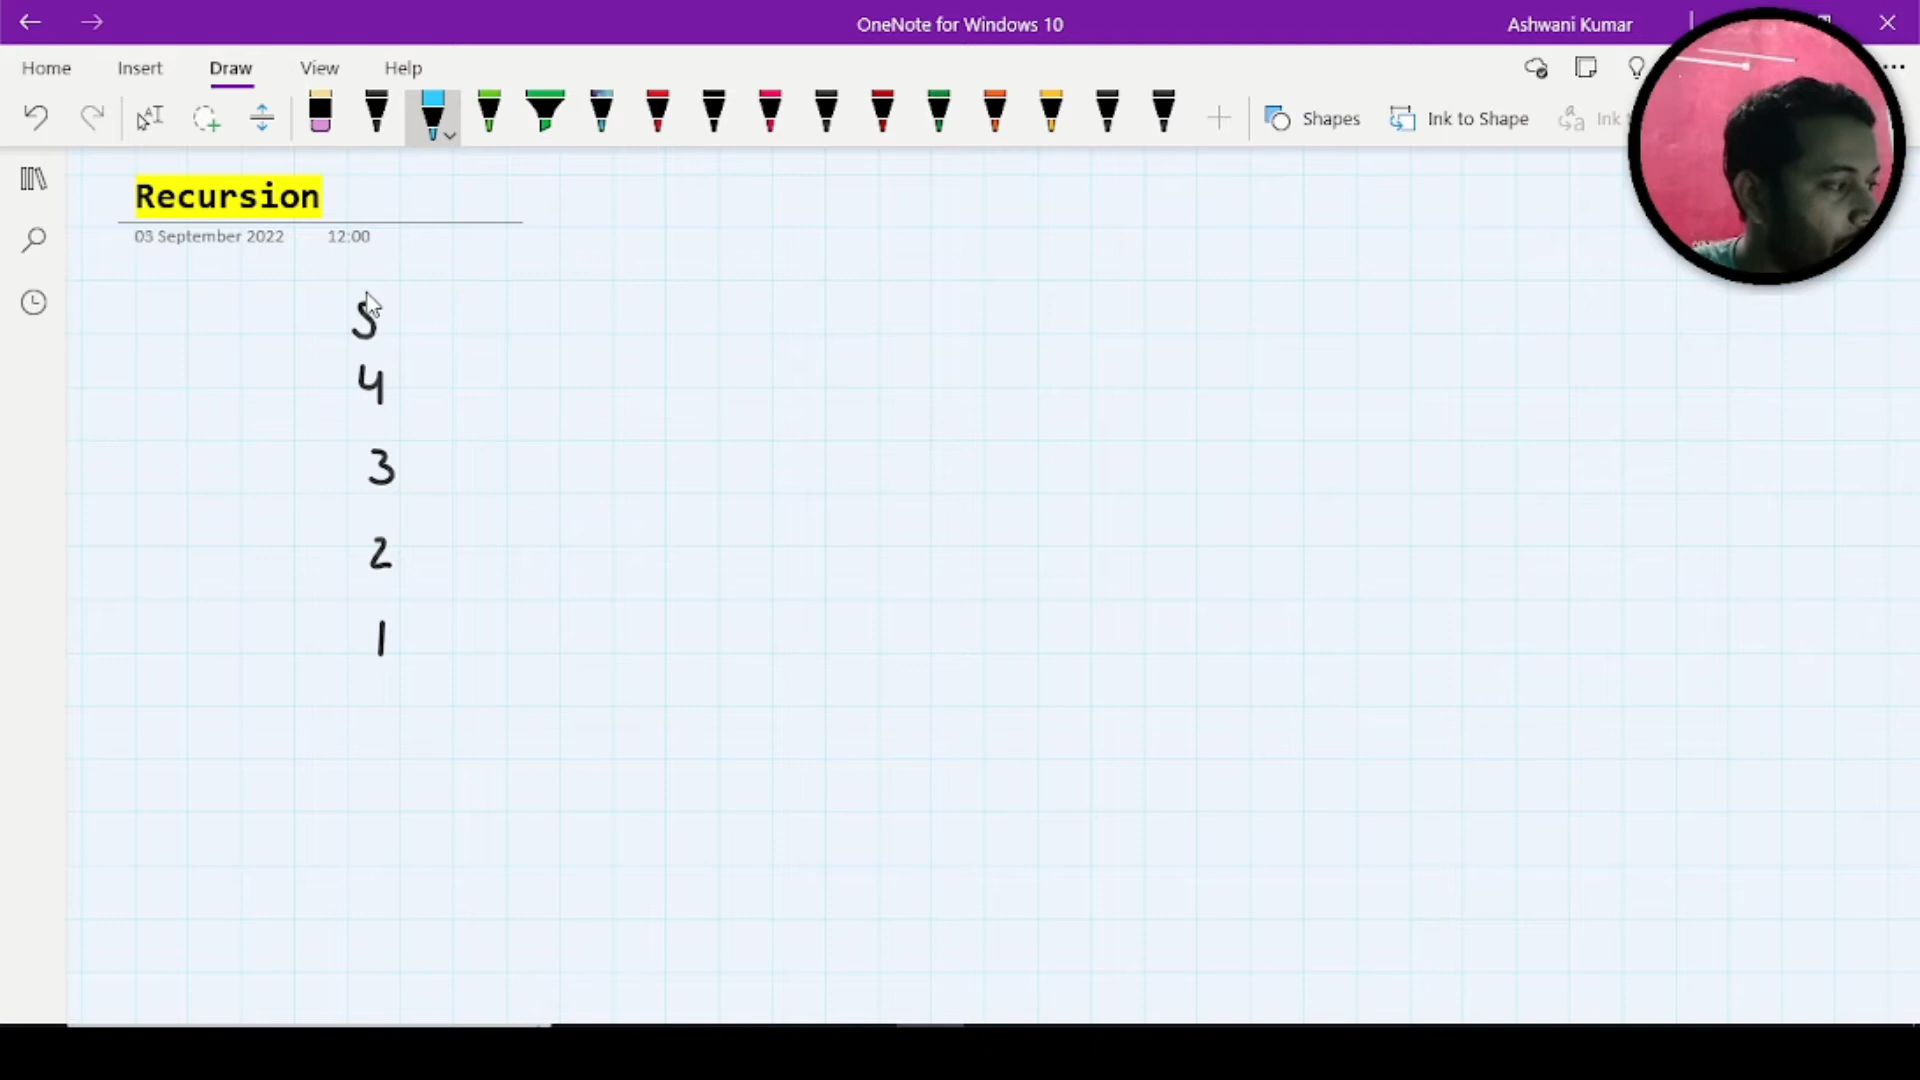 OneNote for Windows 10
Ashwani Kumar
Home Insert Draw View Help
Shapes Ink to Shape Ink
Recursion
03 September 2022 12:00
5
4
3
2
1